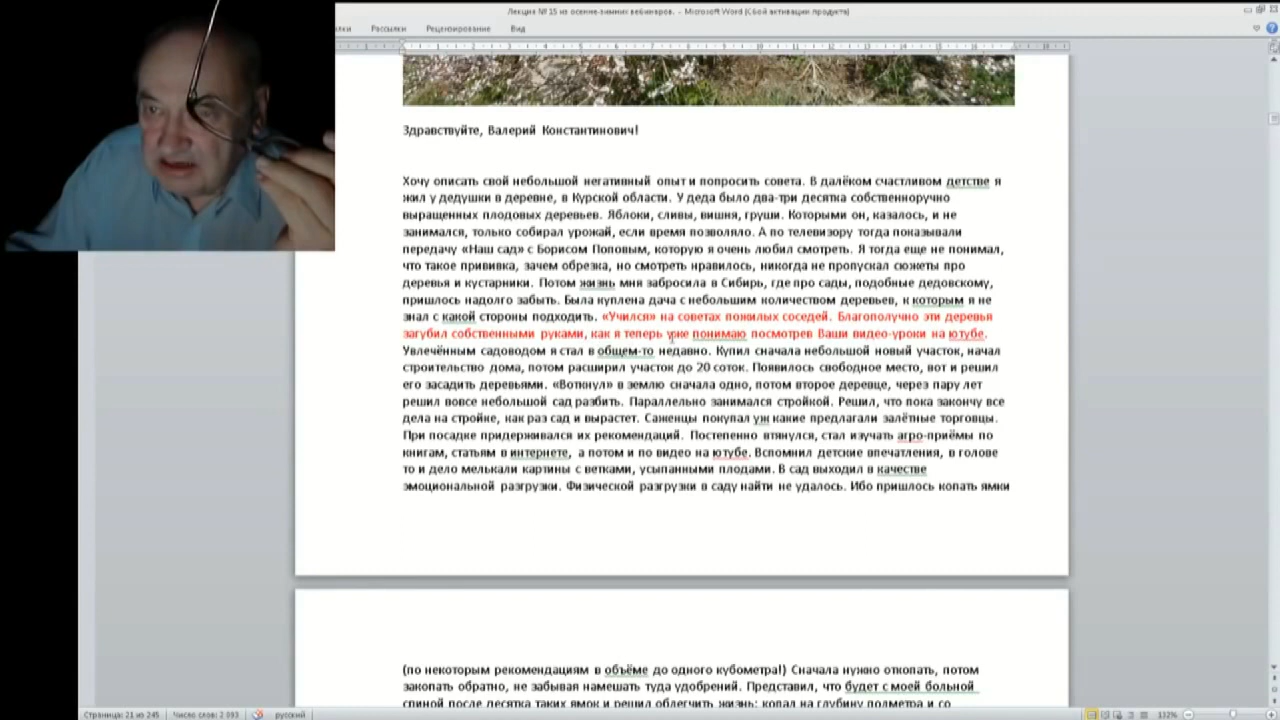 Лекция № 15 из осенне-зимних вебинаров. - Microsoft Word (Сбой активации продукта)
Рассылки Рецензирование Вид
Здравствуйте, Валерий Константинович!
Хочу описать свой небольшой негативный опыт и попросить совета. В далёком счастливом детстве я
жил у дедушки в деревне, в Курской области. У деда было два-три десятка собственноручно
выращенных плодовых деревьев. Яблоки, сливы, вишня, груши. Которыми он, казалось, и не
занимался, только собирал урожай, если время позволяло. А по телевизору тогда показывали
передачу «Наш сад» с Борисом Поповым, которую я очень любил смотреть. Я тогда еще не понимал,
что такое прививка, зачем обрезка, но смотреть нравилось, никогда не пропускал сюжеты про
деревья и кустарники. Потом жизнь мня забросила в Сибирь, где про сады, подобные дедовскому,
пришлось надолго забыть. Была куплена дача с небольшим количеством деревьев, к которым я не
знал с какой стороны подходить. «Учился» на советах пожилых соседей. Благополучно эти деревья
загубил собственными руками, как я теперь уже понимаю посмотрев Ваши видео-уроки на ютубе.
Увлечённым садоводом я стал в общем-то недавно. Купил сначала небольшой новый участок, начал
строительство дома, потом расширил участок до 20 соток. Появилось свободное место, вот и решил
его засадить деревьями. «Воткнул» в землю сначала одно, потом второе деревце, через пару лет
решил вовсе небольшой сад разбить. Параллельно занимался стройкой. Решил, что пока закончу все
дела на стройке, как раз сад и вырастет. Саженцы покупал уж какие предлагали залётные торговцы.
При посадке придерживался их рекомендаций. Постепенно втянулся, стал изучать агро-приёмы по
книгам, статьям в интернете, а потом и по видео на ютубе. Вспомнил детские впечатления, в голове
то и дело мелькали картины с ветками, усыпанными плодами. В сад выходил в качестве
эмоциональной разгрузки. Физической разгрузки в саду найти не удалось. Ибо пришлось копать ямки
(по некоторым рекомендациям в объёме до одного кубометра!) Сначала нужно откопать, потом
закопать обратно, не забывая намешать туда удобрений. Представил, что будет с моей больной
спиной после десятка таких ямок и решил облегчить жизнь: копал на глубину полметра и со
Страница: 21 из 245 Число слов: 2 093 русский 132%